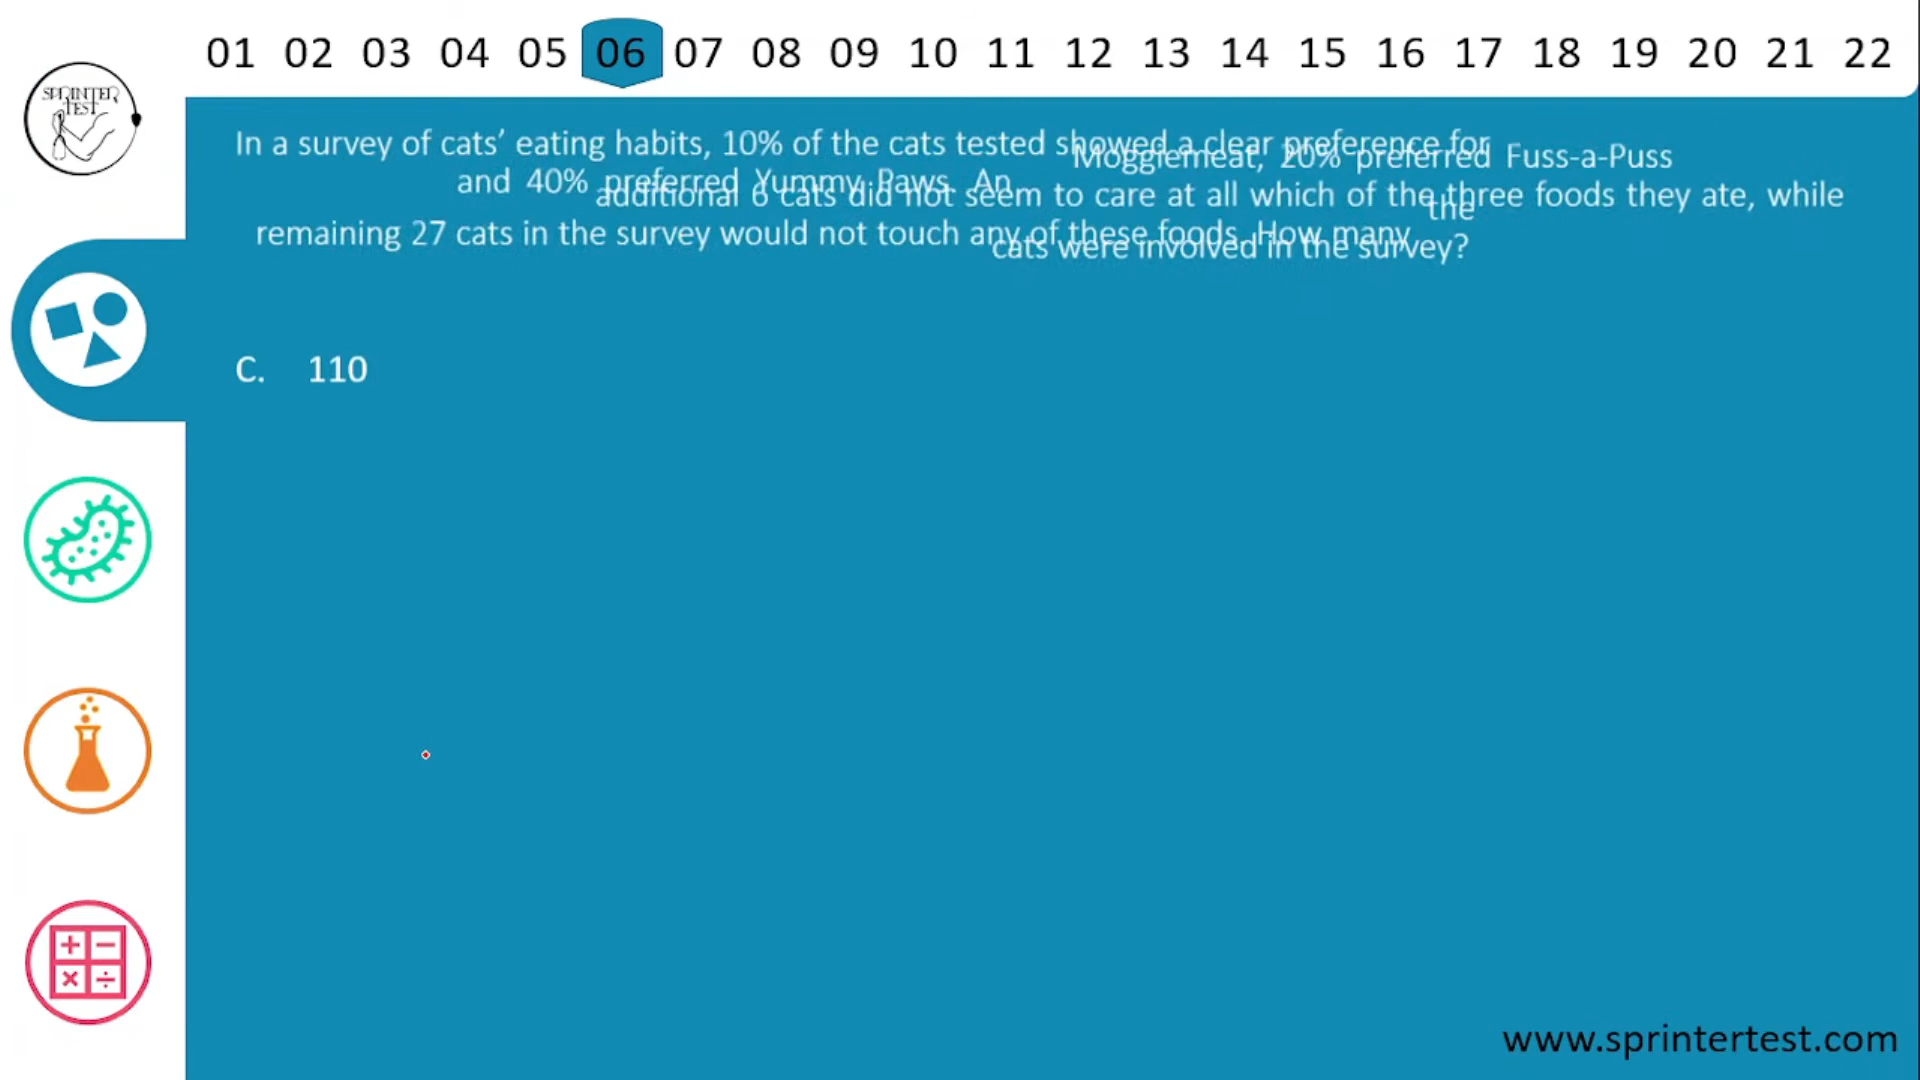 01 02 03 04 05 06 07 08 09 10 11 12 13 14 15 16 17 18 19 20 21 22
SPRINTER
TEST
In a survey of cats’ eating habits, 10% of the cats tested showed a clear preference for
Moggiemeat, 20% preferred Fuss-a-Puss
and 40% preferred Yummy Paws. An
additional 6 cats did not seem to care at all which of the three foods they ate, while
the
remaining 27 cats in the survey would not touch any of these foods. How many
cats were involved in the survey?
C. 110
www.sprintertest.com